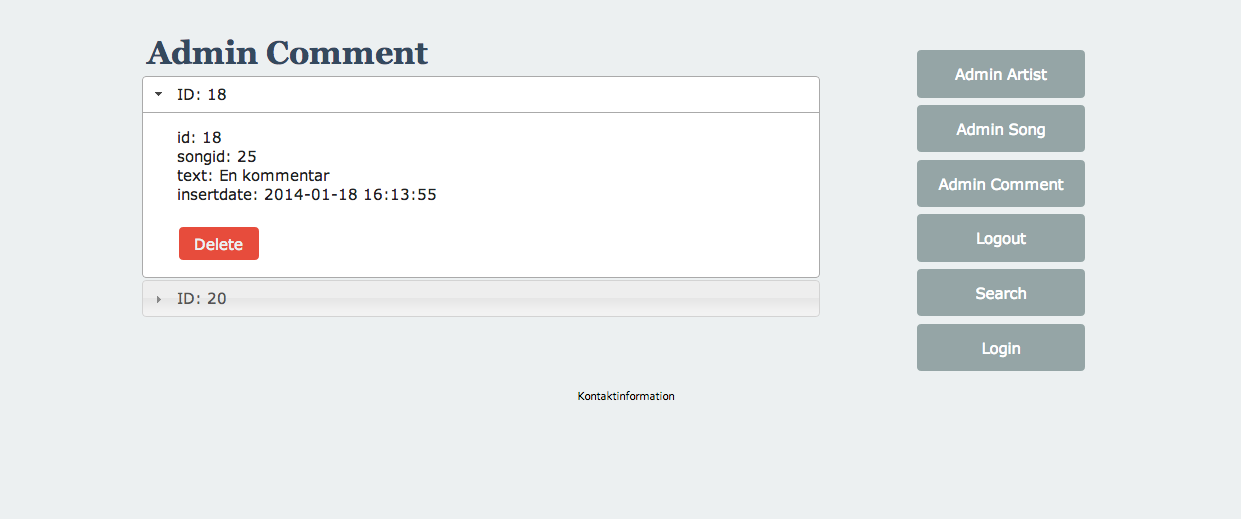 Admin Comment
ID: 18
id: 18
songid: 25
text: En kommentar
insertdate: 2014-01-18 16:13:55
Delete
ID: 20
Admin Artist
Admin Song
Admin Comment
Logout
Search
Login
Kontaktinformation